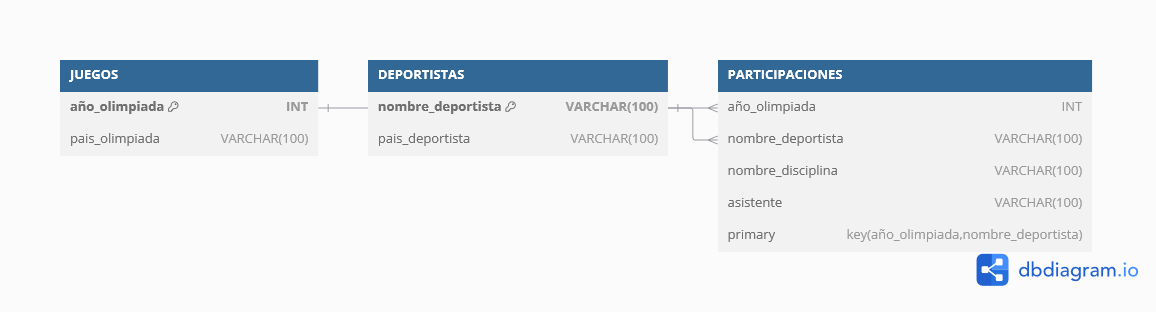 JUEGOS
año_olimpiada INT
pais_olimpiada VARCHAR(100)
DEPORTISTAS
nombre_deportista VARCHAR(100)
pais_deportista VARCHAR(100)
PARTICIPACIONES
año_olimpiada INT
nombre_deportista VARCHAR(100)
nombre_disciplina VARCHAR(100)
asistente VARCHAR(100)
primary key(año_olimpiada,nombre_deportista)
dbdiagram.io